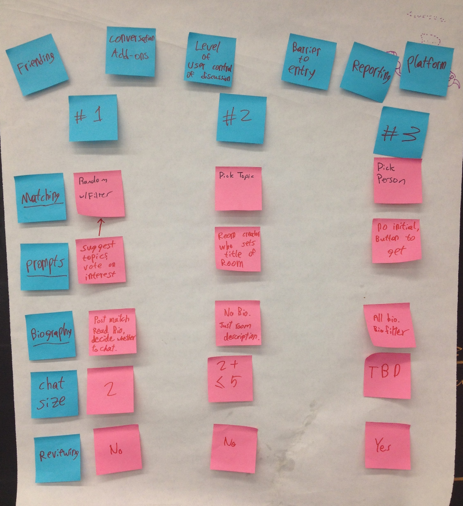 Friending
Conversation
Add-ons
Level
of
User control
of discussion
Barrier
to
entry
Reporting
Platform
#1
#2
#3
Matching
Random
w/Filter
Pick Topic
Pick
Person
Prompts
Suggest
topics
vote on
interest
Room creator
who sets
title of
Room
No initial,
button to
get
Biography
Post match
Read Bio,
decide whether
to chat.
No Bio.
Just room
description.
All bio.
Bio filter
chat
size
2
2+
≤5
TBD
Reviewing
No
No
Yes